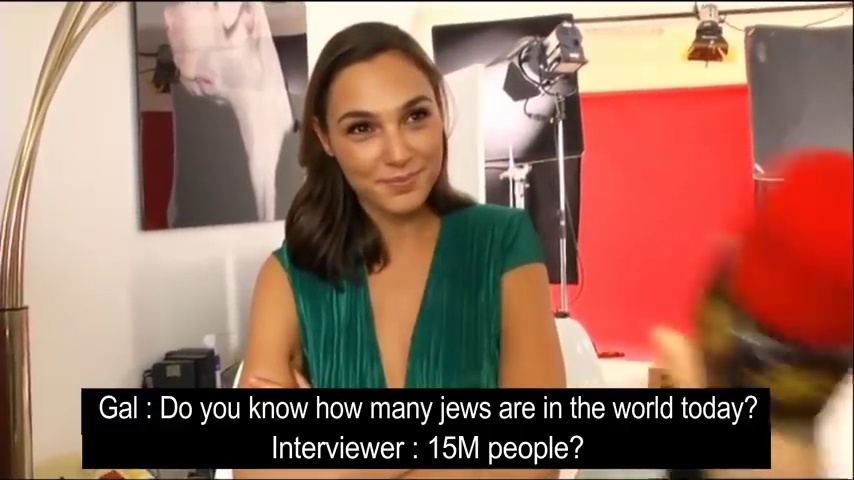 Gal : Do you know how many jews are in the world today?
Interviewer : 15M people?